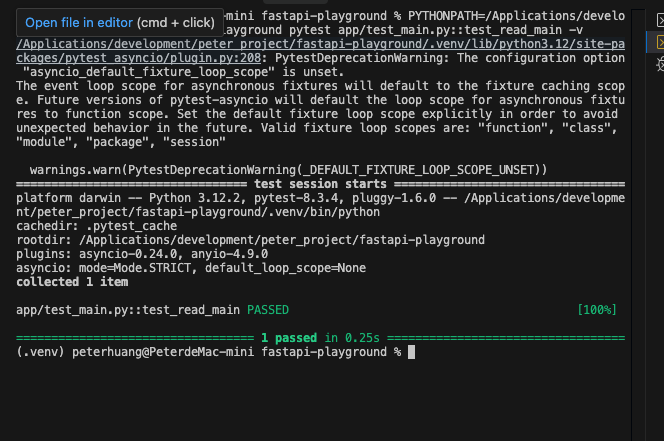 Open file in editor (cmd + click)
-mini fastapi-playground % PYTHONPATH=/Applications/develo
ayground pytest app/test_main.py::test_read_main -v
/Applications/development/peter_project/fastapi-playground/.venv/lib/python3.12/site-pa
ckages/pytest_asyncio/plugin.py:208: PytestDeprecationWarning: The configuration option
"asyncio_default_fixture_loop_scope" is unset.
The event loop scope for asynchronous fixtures will default to the fixture caching scop
e. Future versions of pytest-asyncio will default the loop scope for asynchronous fixtu
res to function scope. Set the default fixture loop scope explicitly in order to avoid
unexpected behavior in the future. Valid fixture loop scopes are: "function", "class",
"module", "package", "session"
warnings.warn(PytestDeprecationWarning(_DEFAULT_FIXTURE_LOOP_SCOPE_UNSET))
================================= test session starts =================================
platform darwin -- Python 3.12.2, pytest-8.3.4, pluggy-1.6.0 -- /Applications/developme
nt/peter_project/fastapi-playground/.venv/bin/python
cachedir: .pytest_cache
rootdir: /Applications/development/peter_project/fastapi-playground
plugins: asyncio-0.24.0, anyio-4.9.0
asyncio: mode=Mode.STRICT, default_loop_scope=None
collected 1 item
app/test_main.py::test_read_main PASSED [100%]
================================== 1 passed in 0.25s ==================================
(.venv) peterhuang@PeterdeMac-mini fastapi-playground %